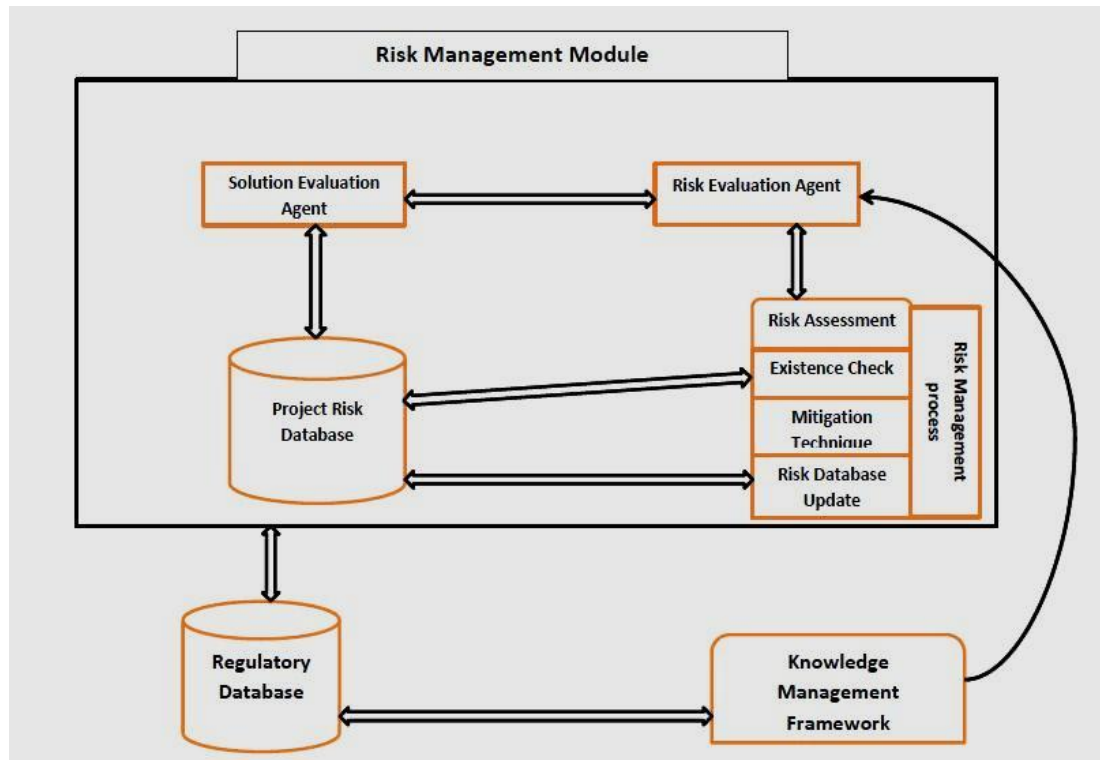 Risk Management Module
Solution Evaluation
Agent
Risk Evaluation Agent
Risk Assessment
Existence Check
Mitigation
Technique
Risk Database
Update
Risk Management
process
Project Risk
Database
Regulatory
Database
Knowledge
Management
Framework